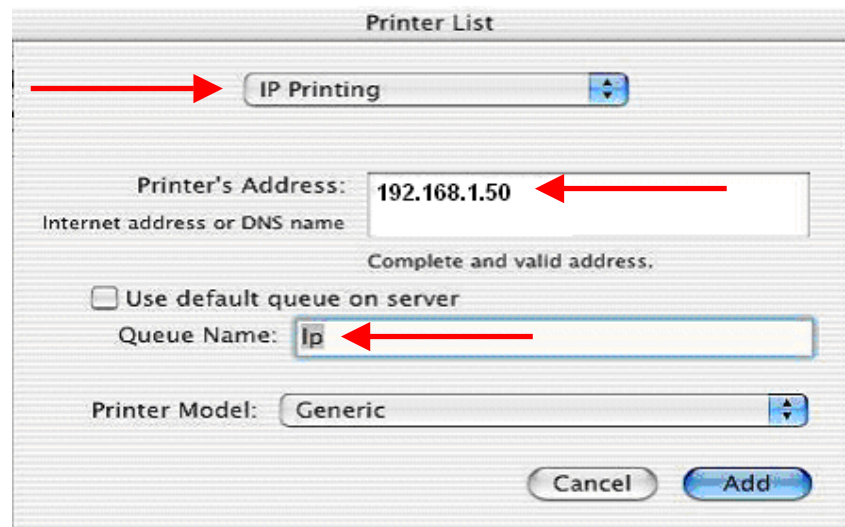 Printer List
IP Printing
Printer's Address:
192.168.1.50
Internet address or DNS name
Complete and valid address.
Use default queue on server
Queue Name: lp
Printer Model: Generic
Cancel Add